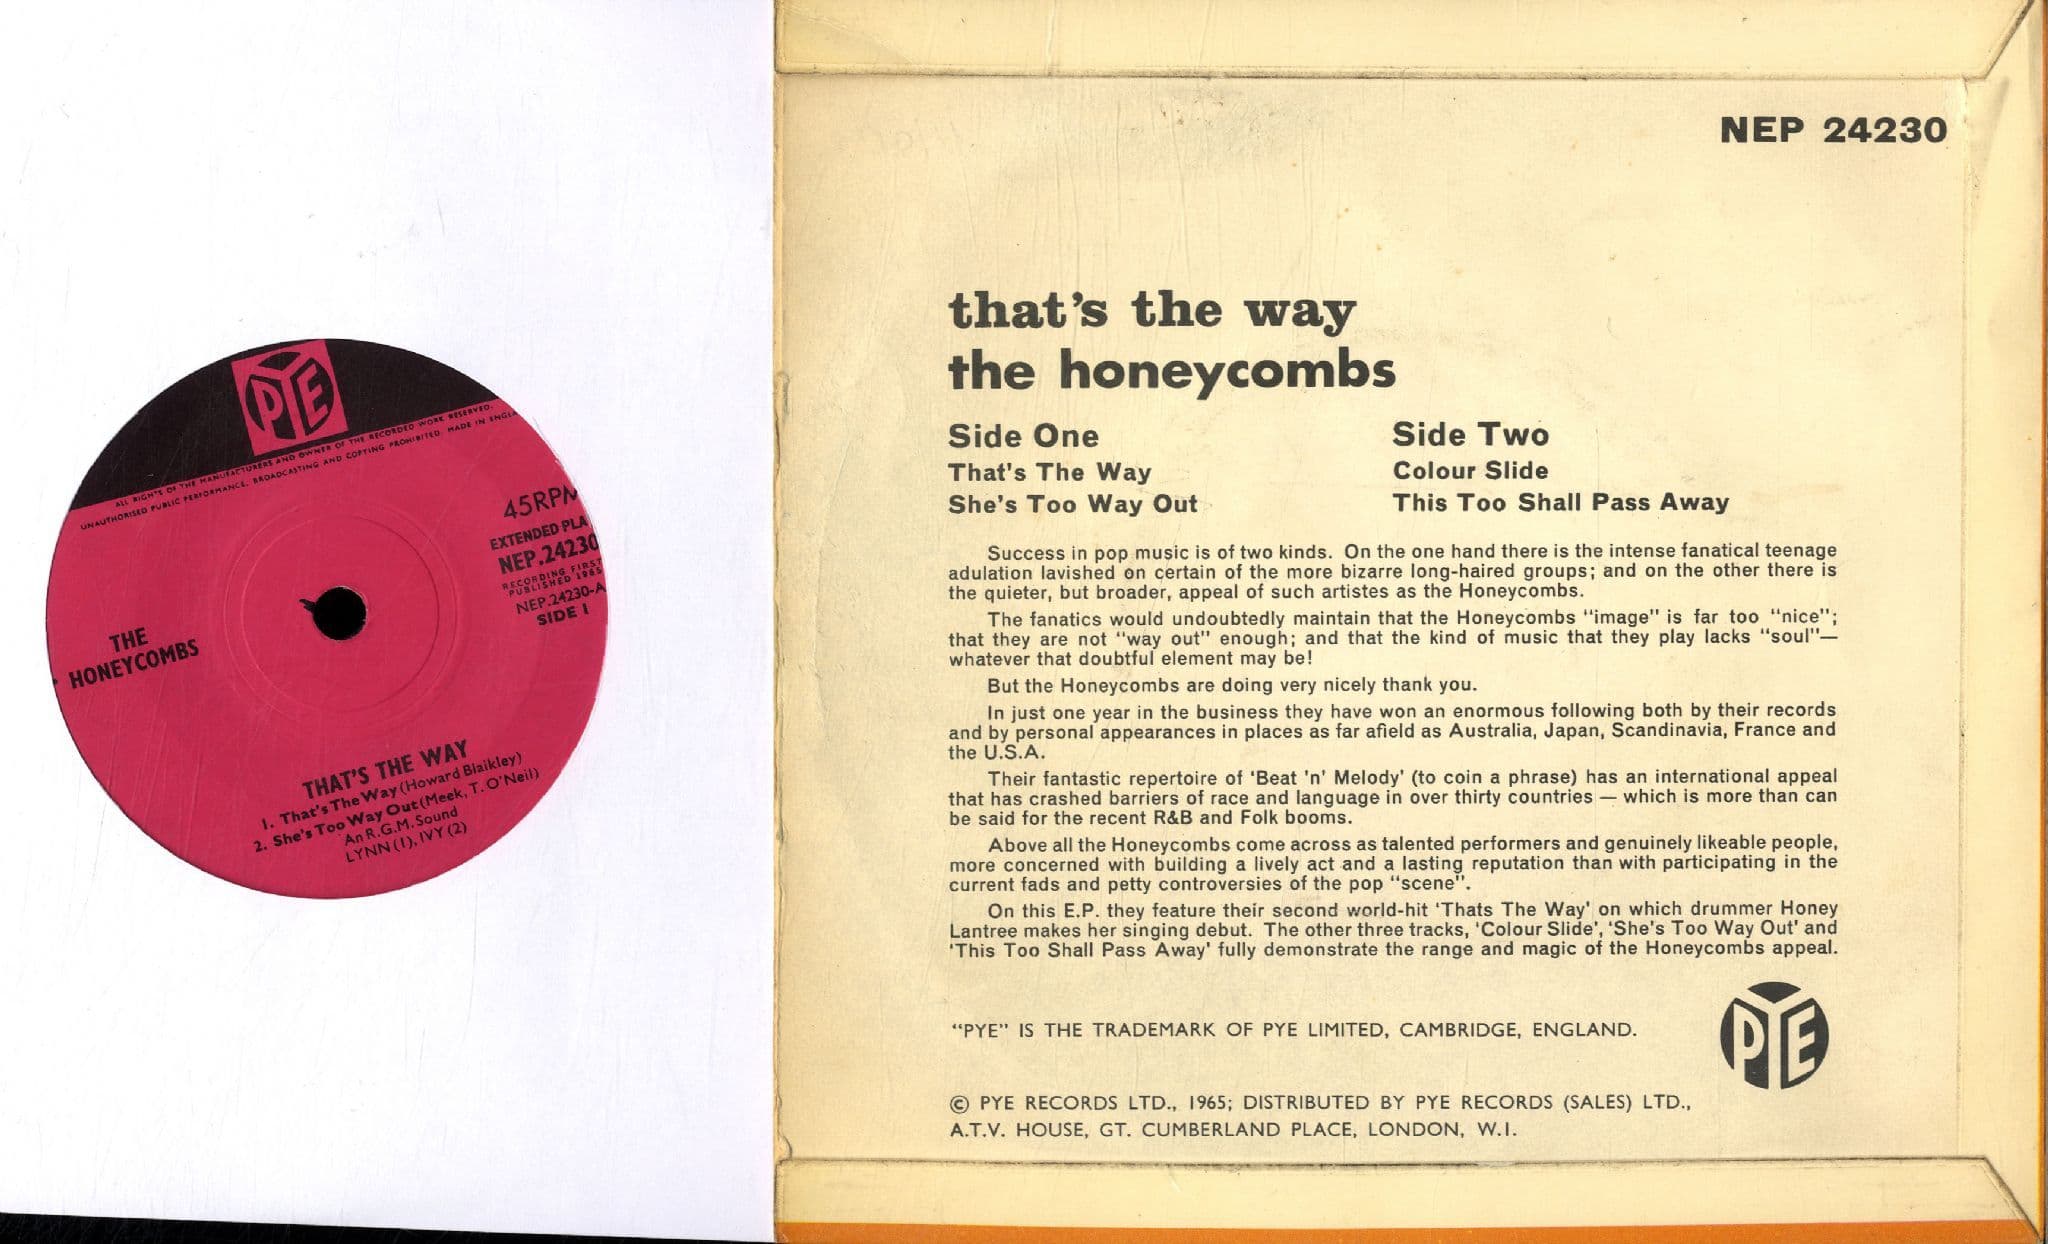 PYE
ALL RIGHTS OF THE MANUFACTURERS AND OWNER OF THE RECORDED WORK RESERVED.
UNAUTHORISED PUBLIC PERFORMANCE, BROADCASTING AND COPYING PROHIBITED. MADE IN ENGLA
45RPM
EXTENDED PLA
NEP.24230
RECORDING FIRST
PUBLISHED 1965
NEP.24230-A
SIDE 1
THE
HONEYCOMBS
THAT'S THE WAY
1. That's The Way (Howard Blaikley)
2. She's Too Way Out (Meek, T. O'Neil)
An R.G.M. Sound
LYNN (1), IVY (2)
NEP 24230
that's the way
the honeycombs
Side One
That's The Way
She's Too Way Out
Side Two
Colour Slide
This Too Shall Pass Away
Success in pop music is of two kinds. On the one hand there is the intense fanatical teenage
adulation lavished on certain of the more bizarre long-haired groups; and on the other there is
the quieter, but broader, appeal of such artistes as the Honeycombs.
The fanatics would undoubtedly maintain that the Honeycombs "image" is far too "nice";
that they are not "way out" enough; and that the kind of music that they play lacks "soul"—
whatever that doubtful element may be!
But the Honeycombs are doing very nicely thank you.
In just one year in the business they have won an enormous following both by their records
and by personal appearances in places as far afield as Australia, Japan, Scandinavia, France and
the U.S.A.
Their fantastic repertoire of 'Beat 'n' Melody' (to coin a phrase) has an international appeal
that has crashed barriers of race and language in over thirty countries — which is more than can
be said for the recent R&B and Folk booms.
Above all the Honeycombs come across as talented performers and genuinely likeable people,
more concerned with building a lively act and a lasting reputation than with participating in the
current fads and petty controversies of the pop "scene".
On this E.P. they feature their second world-hit 'Thats The Way' on which drummer Honey
Lantree makes her singing debut. The other three tracks, 'Colour Slide', 'She's Too Way Out' and
'This Too Shall Pass Away' fully demonstrate the range and magic of the Honeycombs appeal.
"PYE" IS THE TRADEMARK OF PYE LIMITED, CAMBRIDGE, ENGLAND.
PYE
© PYE RECORDS LTD., 1965; DISTRIBUTED BY PYE RECORDS (SALES) LTD.,
A.T.V. HOUSE, GT. CUMBERLAND PLACE, LONDON, W.1.